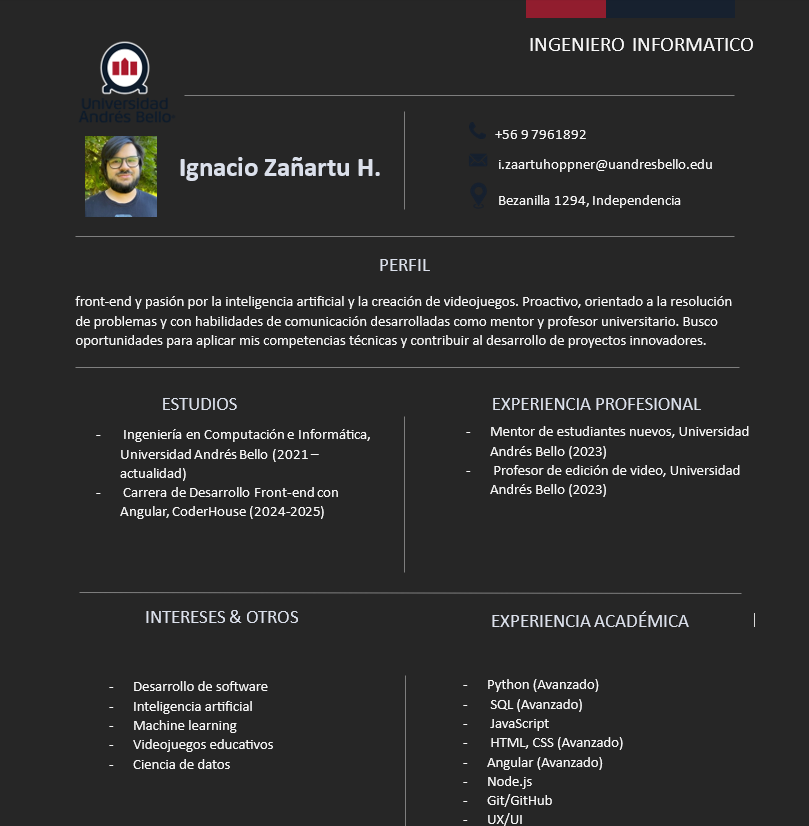 INGENIERO INFORMATICO
Universidad
Andrés Bello
Ignacio Zañartu H.
+56 9 7961892
i.zaartuhoppner@uandresbello.edu
Bezanilla 1294, Independencia
PERFIL
front-end y pasión por la inteligencia artificial y la creación de videojuegos. Proactivo, orientado a la resolución
de problemas y con habilidades de comunicación desarrolladas como mentor y profesor universitario. Busco
oportunidades para aplicar mis competencias técnicas y contribuir al desarrollo de proyectos innovadores.
ESTUDIOS
- Ingeniería en Computación e Informática,
Universidad Andrés Bello (2021 –
actualidad)
- Carrera de Desarrollo Front-end con
Angular, CoderHouse (2024-2025)
EXPERIENCIA PROFESIONAL
- Mentor de estudiantes nuevos, Universidad
Andrés Bello (2023)
- Profesor de edición de video, Universidad
Andrés Bello (2023)
INTERESES & OTROS
- Desarrollo de software
- Inteligencia artificial
- Machine learning
- Videojuegos educativos
- Ciencia de datos
EXPERIENCIA ACADÉMICA
- Python (Avanzado)
- SQL (Avanzado)
- JavaScript
- HTML, CSS (Avanzado)
- Angular (Avanzado)
- Node.js
- Git/GitHub
- UX/UI